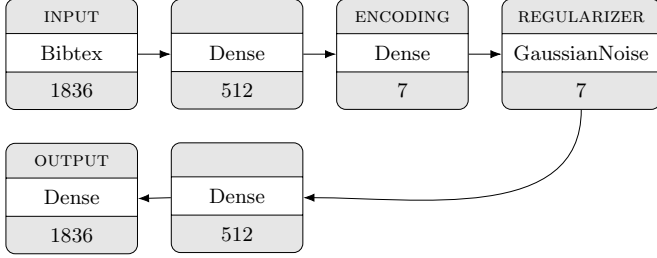 INPUT
Bibtex
1836
Dense
512
ENCODING
Dense
7
REGULARIZER
GaussianNoise
7
OUTPUT
Dense
1836
Dense
512